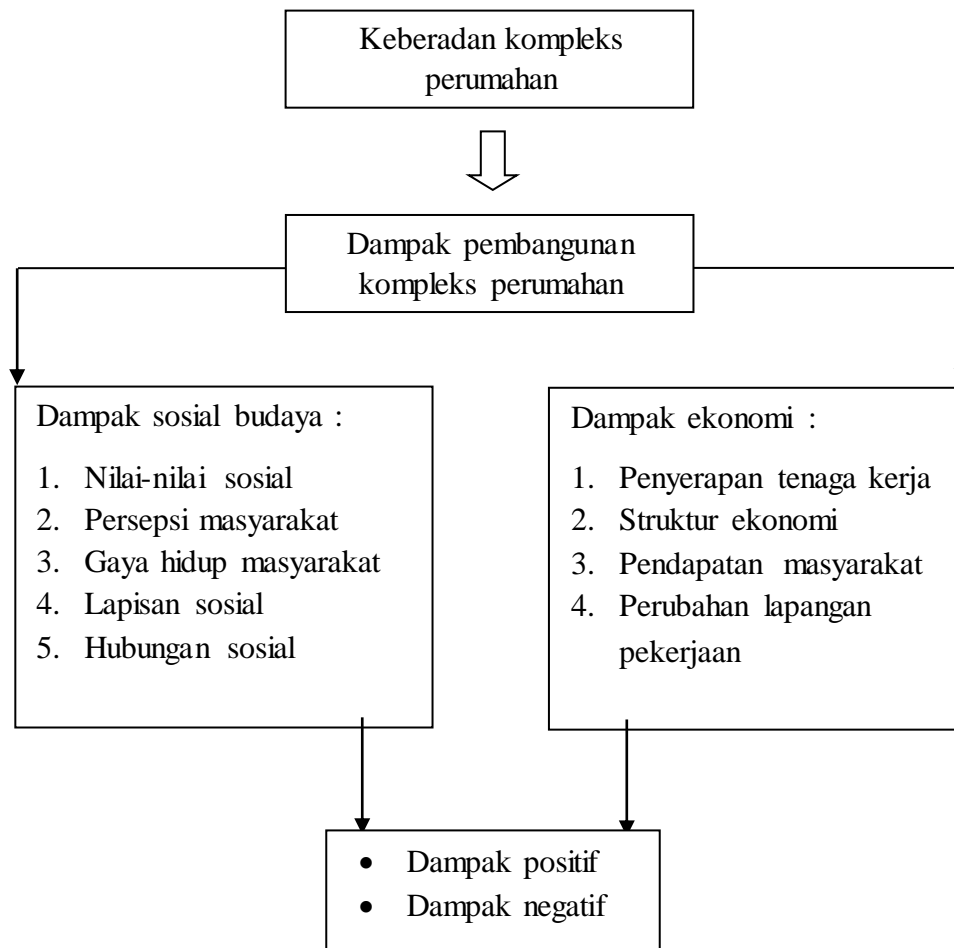 Keberadan kompleks
perumahan
Dampak pembangunan
kompleks perumahan
Dampak sosial budaya :
1. Nilai-nilai sosial
2. Persepsi masyarakat
3. Gaya hidup masyarakat
4. Lapisan sosial
5. Hubungan sosial
Dampak ekonomi :
1. Penyerapan tenaga kerja
2. Struktur ekonomi
3. Pendapatan masyarakat
4. Perubahan lapangan
pekerjaan
• Dampak positif
• Dampak negatif